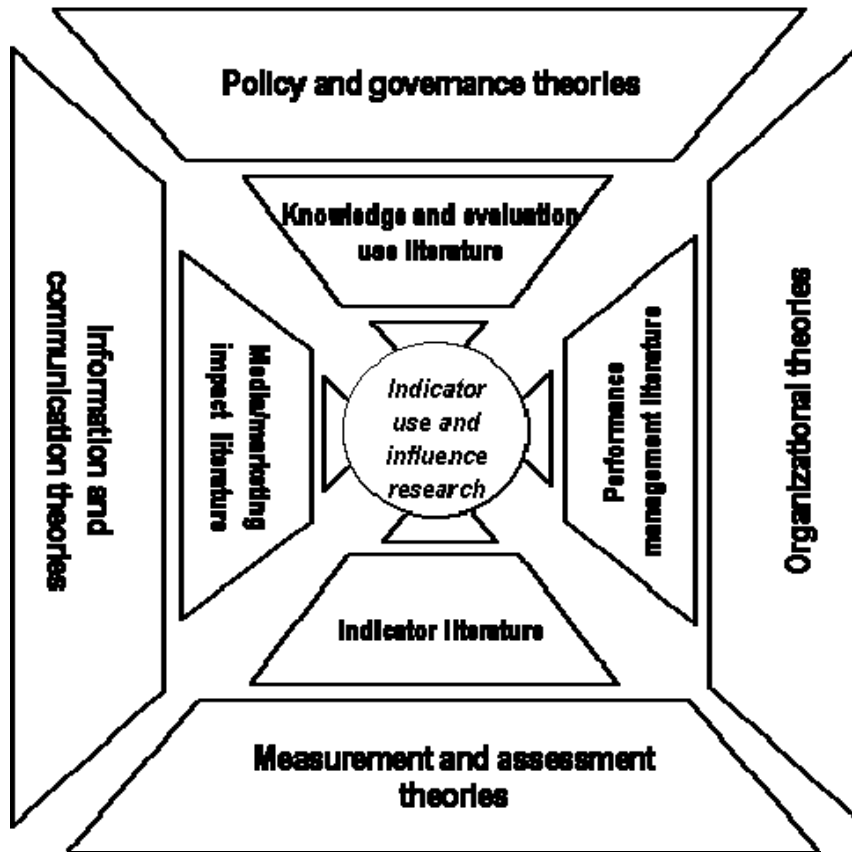 Policy and governance theories
Knowledge and evaluation
use literature
Information and
communication theories
Media/marketing
impact literature
Indicator
use and
influence
research
Performance
management literature
Organizational theories
Indicator literature
Measurement and assessment
theories